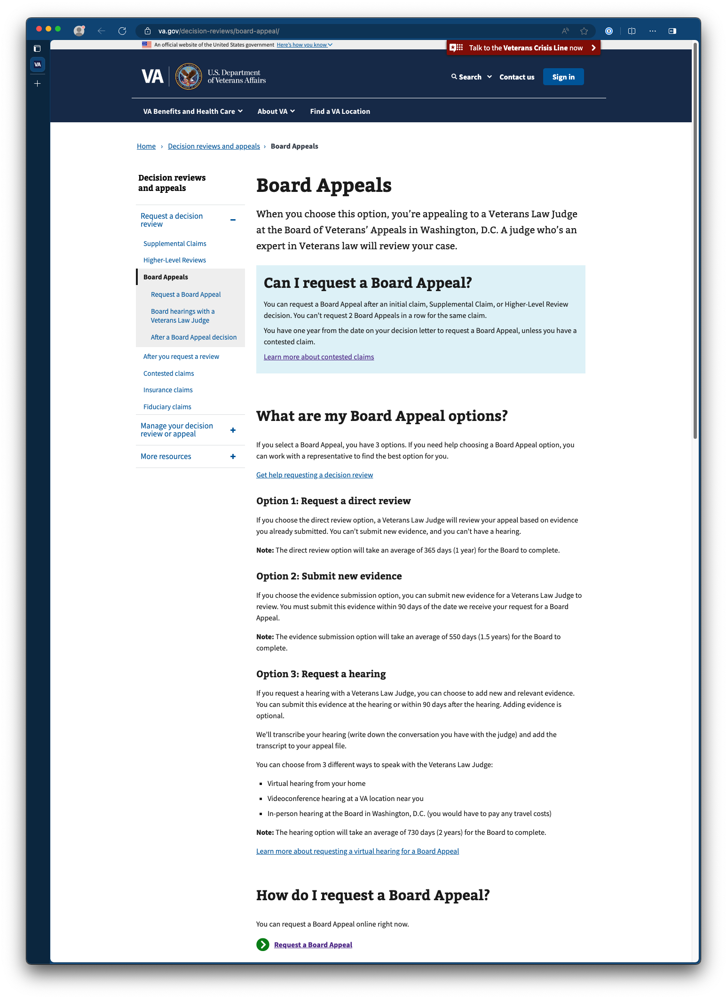 va.gov/decision-reviews/board-appeal/
An official website of the United States government Here's how you know
Talk to the Veterans Crisis Line now
VA
VA
U.S. Department
of Veterans Affairs
Search
Contact us
Sign in
VA Benefits and Health Care
About VA
Find a VA Location
Home › Decision reviews and appeals › Board Appeals
Decision reviews
and appeals
Request a decision
review
Supplemental Claims
Higher-Level Reviews
Board Appeals
Request a Board Appeal
Board hearings with a
Veterans Law Judge
After a Board Appeal decision
After you request a review
Contested claims
Insurance claims
Fiduciary claims
Manage your decision
review or appeal
More resources
Board Appeals
When you choose this option, you're appealing to a Veterans Law Judge
at the Board of Veterans' Appeals in Washington, D.C. A judge who's an
expert in Veterans law will review your case.
Can I request a Board Appeal?
You can request a Board Appeal after an initial claim, Supplemental Claim, or Higher-Level Review
decision. You can't request 2 Board Appeals in a row for the same claim.
You have one year from the date on your decision letter to request a Board Appeal, unless you have a
contested claim.
Learn more about contested claims
What are my Board Appeal options?
If you select a Board Appeal, you have 3 options. If you need help choosing a Board Appeal option, you
can work with a representative to find the best option for you.
Get help requesting a decision review
Option 1: Request a direct review
If you choose the direct review option, a Veterans Law Judge will review your appeal based on evidence
you already submitted. You can't submit new evidence, and you can't have a hearing.
Note: The direct review option will take an average of 365 days (1 year) for the Board to complete.
Option 2: Submit new evidence
If you choose the evidence submission option, you can submit new evidence for a Veterans Law Judge to
review. You must submit this evidence within 90 days of the date we receive your request for a Board
Appeal.
Note: The evidence submission option will take an average of 550 days (1.5 years) for the Board to
complete.
Option 3: Request a hearing
If you request a hearing with a Veterans Law Judge, you can choose to add new and relevant evidence.
You can submit this evidence at the hearing or within 90 days after the hearing. Adding evidence is
optional.
We'll transcribe your hearing (write down the conversation you have with the judge) and add the
transcript to your appeal file.
You can choose from 3 different ways to speak with the Veterans Law Judge:
▪ Virtual hearing from your home
▪ Videoconference hearing at a VA location near you
▪ In-person hearing at the Board in Washington, D.C. (you would have to pay any travel costs)
Note: The hearing option will take an average of 730 days (2 years) for the Board to complete.
Learn more about requesting a virtual hearing for a Board Appeal
How do I request a Board Appeal?
You can request a Board Appeal online right now.
Request a Board Appeal